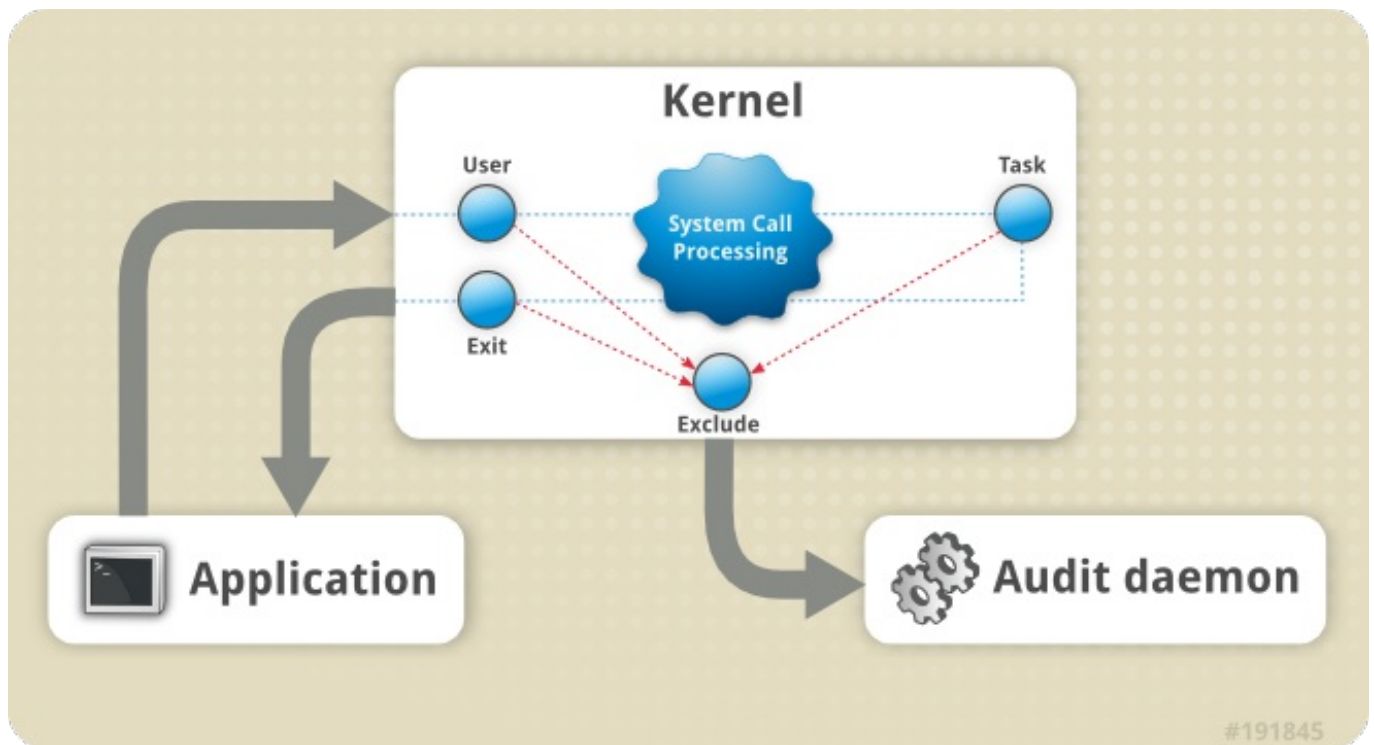 Kernel
User
Task
System Call
Processing
Exit
Exclude
>_
Application
Audit daemon
#191845